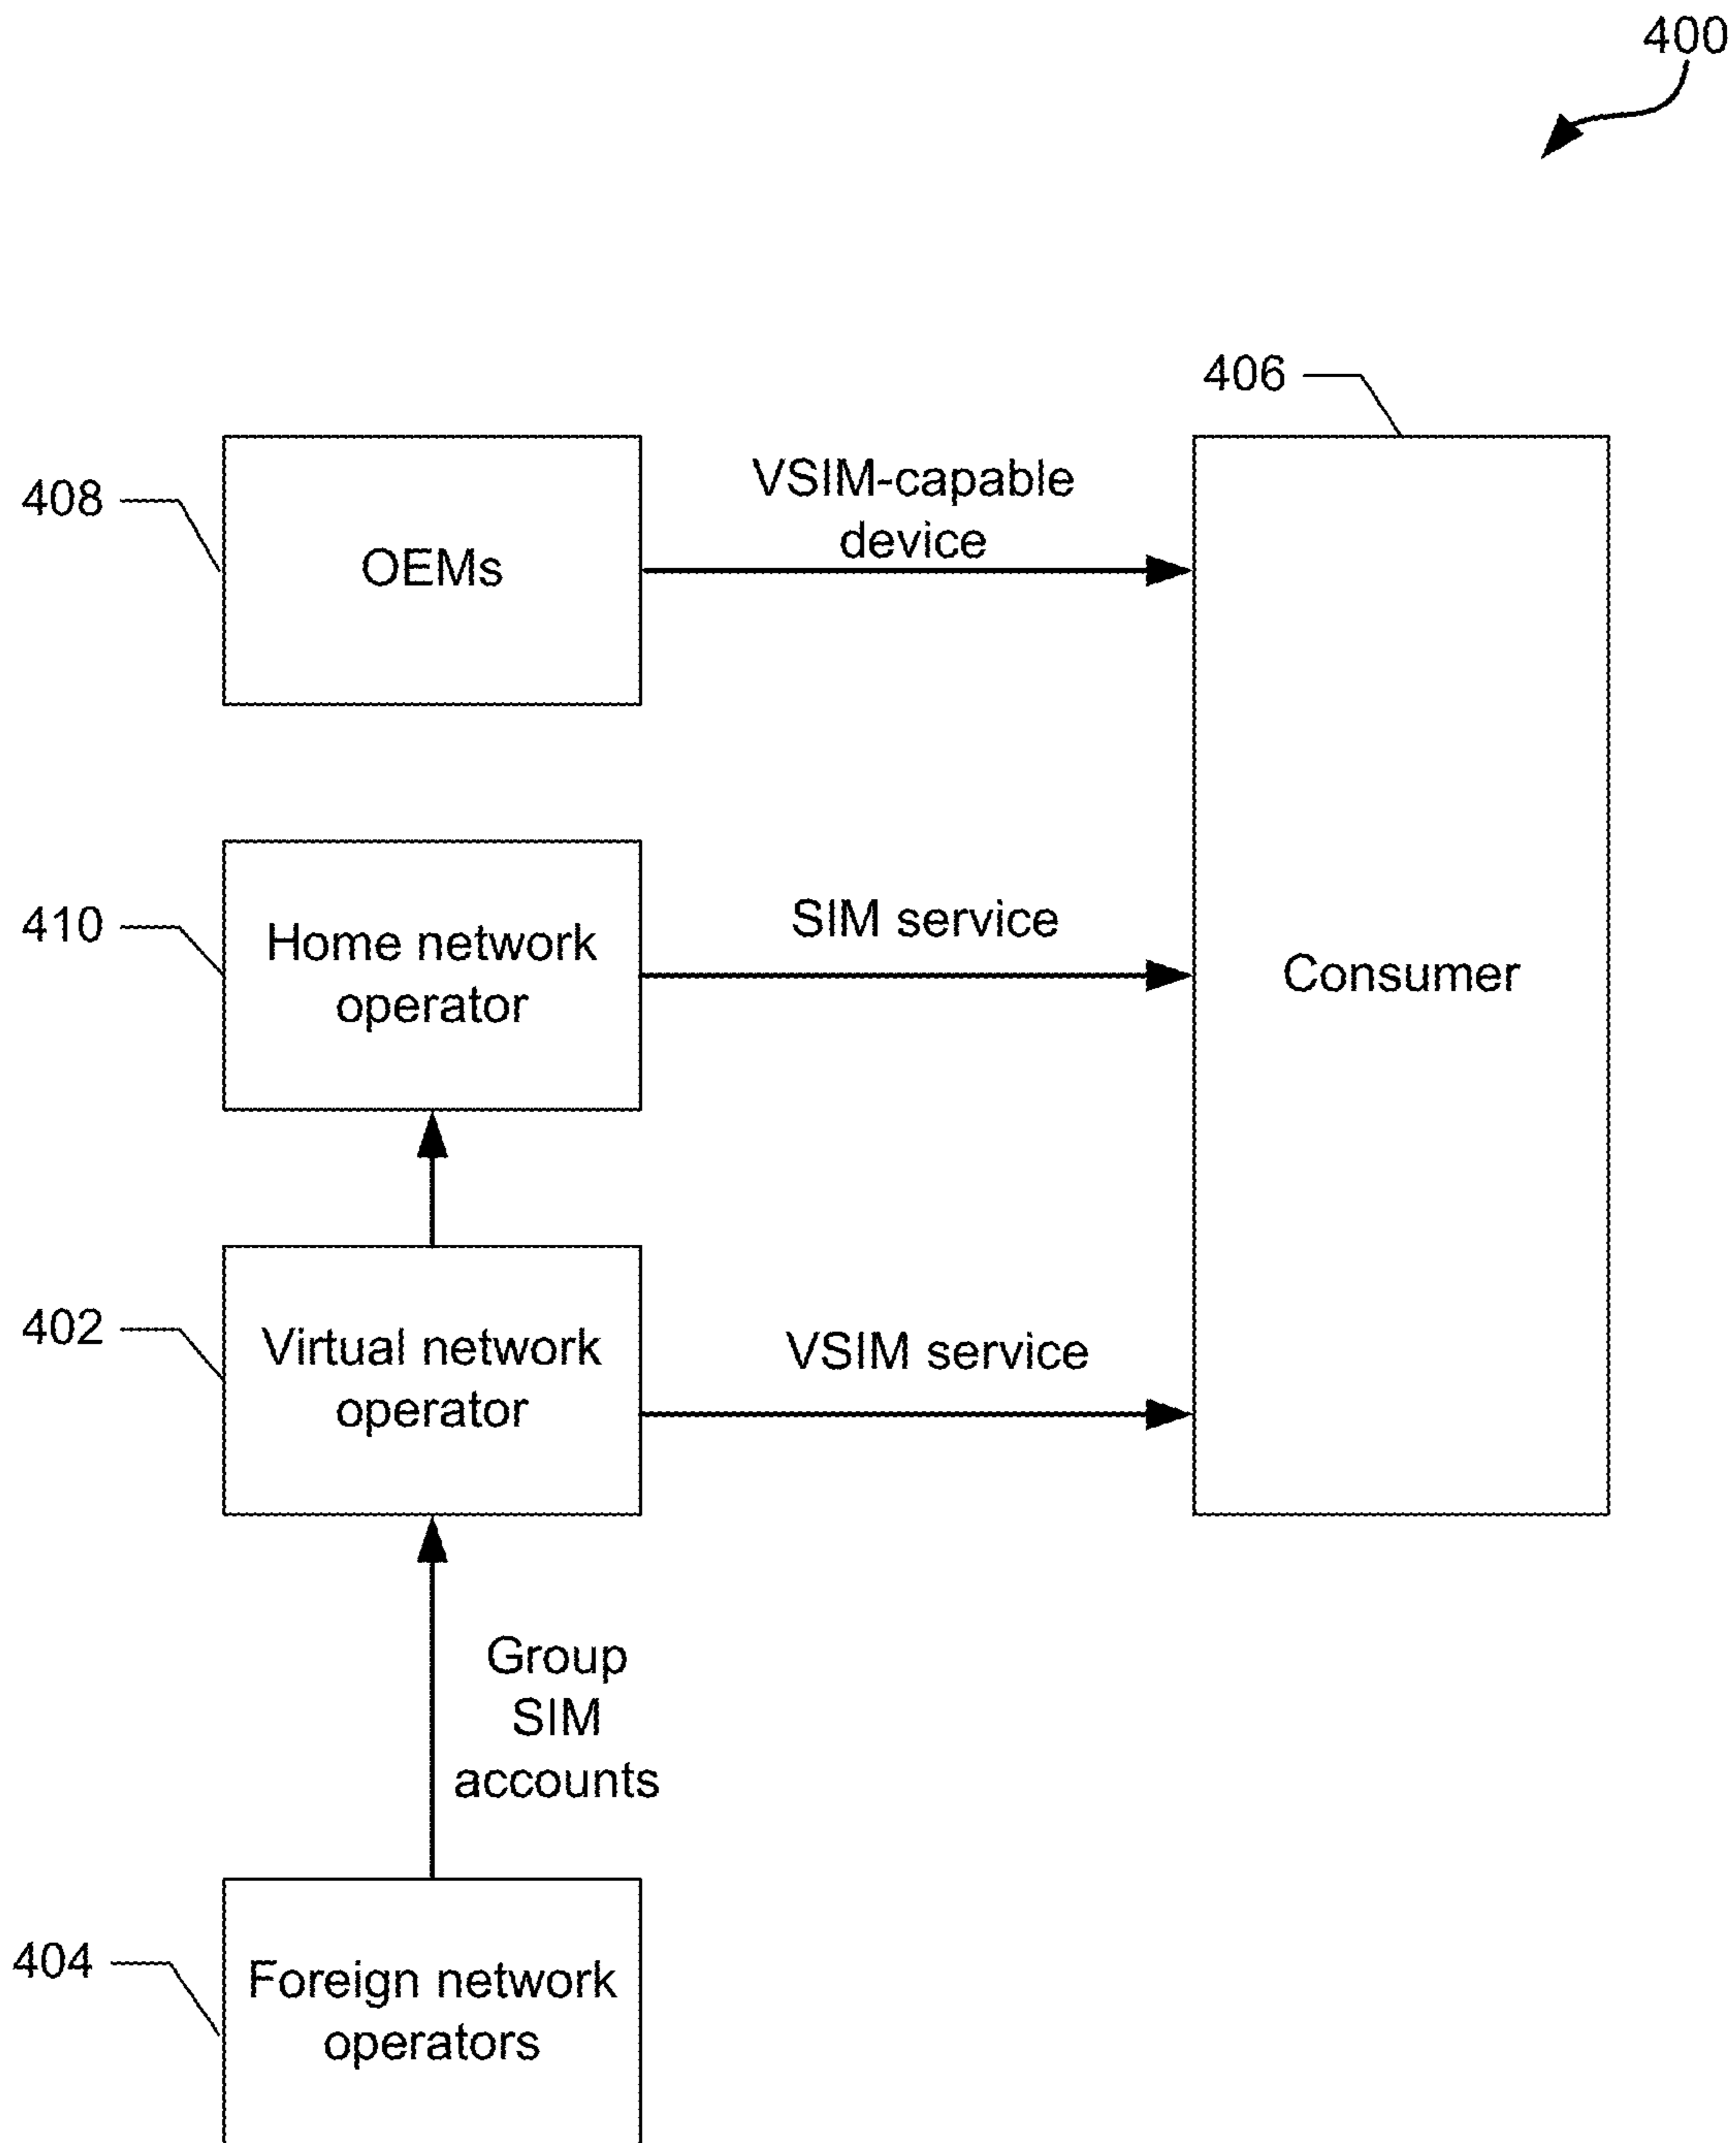 400
406
408
OEMs
VSIM-capable
device
410
Home network
operator
SIM service
Consumer
402
Virtual network
operator
VSIM service
Group
SIM
accounts
404
Foreign network
operators